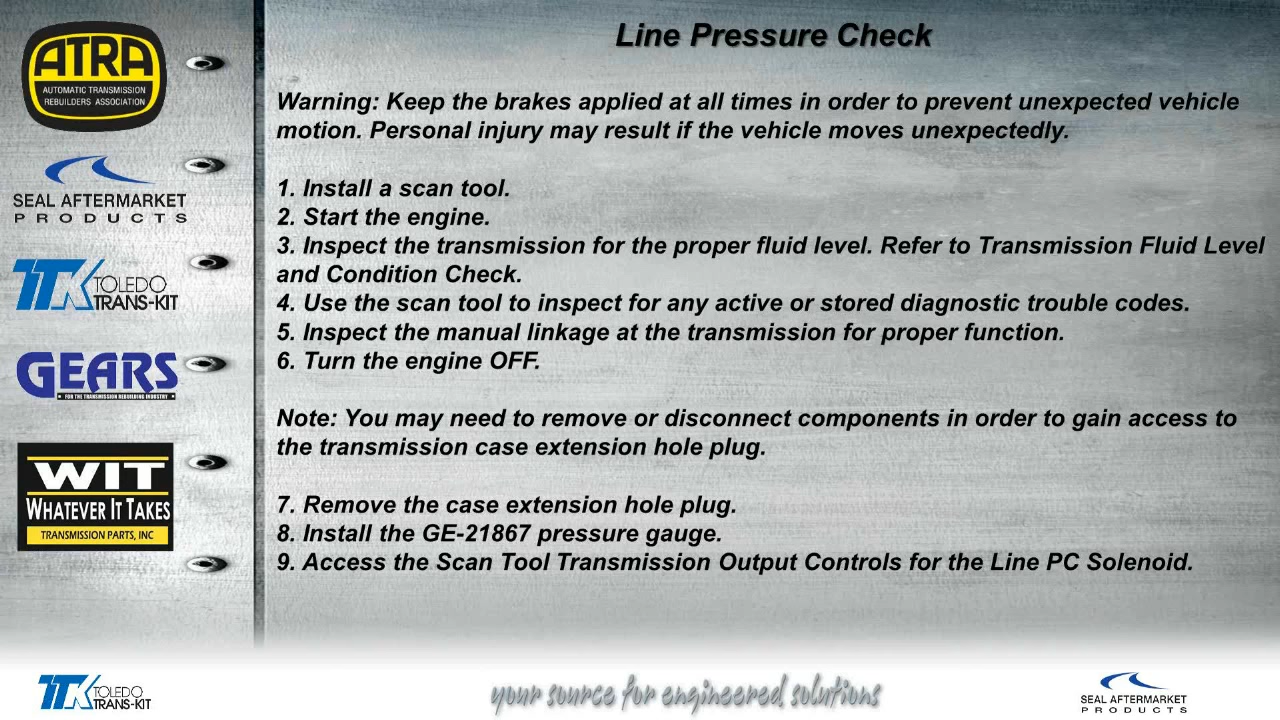 Line Pressure Check
ATRA
AUTOMATIC TRANSMISSION
REBUILDERS ASSOCIATION
SEAL AFTERMARKET
PRODUCTS
TTK TOLEDO
TRANS-KIT
GEARS
FOR THE TRANSMISSION REBUILDING INDUSTRY
WIT
WHATEVER IT TAKES
TRANSMISSION PARTS, INC
Warning: Keep the brakes applied at all times in order to prevent unexpected vehicle
motion. Personal injury may result if the vehicle moves unexpectedly.
1. Install a scan tool.
2. Start the engine.
3. Inspect the transmission for the proper fluid level. Refer to Transmission Fluid Level
and Condition Check.
4. Use the scan tool to inspect for any active or stored diagnostic trouble codes.
5. Inspect the manual linkage at the transmission for proper function.
6. Turn the engine OFF.
Note: You may need to remove or disconnect components in order to gain access to
the transmission case extension hole plug.
7. Remove the case extension hole plug.
8. Install the GE-21867 pressure gauge.
9. Access the Scan Tool Transmission Output Controls for the Line PC Solenoid.
TTK TOLEDO
TRANS-KIT
your source for engineered solutions
SEAL AFTERMARKET
PRODUCTS